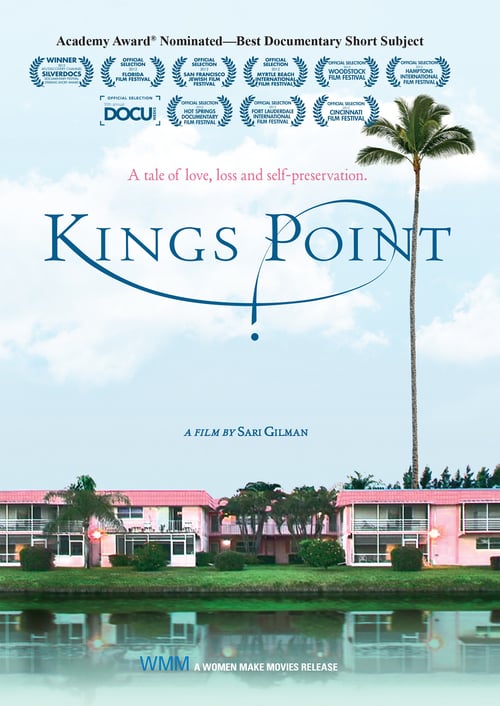 Academy Award® Nominated—Best Documentary Short Subject
WINNER
SILVERDOCS
OFFICIAL SELECTION
FLORIDA
FILM FESTIVAL
OFFICIAL SELECTION
SAN FRANCISCO
JEWISH FILM
FESTIVAL
OFFICIAL SELECTION
MYRTLE BEACH
INTERNATIONAL
FILM FESTIVAL
OFFICIAL SELECTION
WOODSTOCK
FILM FESTIVAL
OFFICIAL SELECTION
HAMPTONS
INTERNATIONAL
FILM FESTIVAL
OFFICIAL SELECTION
DOCU
OFFICIAL SELECTION
HOT SPRINGS
DOCUMENTARY
FILM FESTIVAL
OFFICIAL SELECTION
FORT LAUDERDALE
INTERNATIONAL
FILM FESTIVAL
OFFICIAL SELECTION
CINCINNATI
FILM FESTIVAL
A tale of love, loss and self-preservation.
KINGS POINT
A FILM BY SARI GILMAN
WMM A WOMEN MAKE MOVIES RELEASE